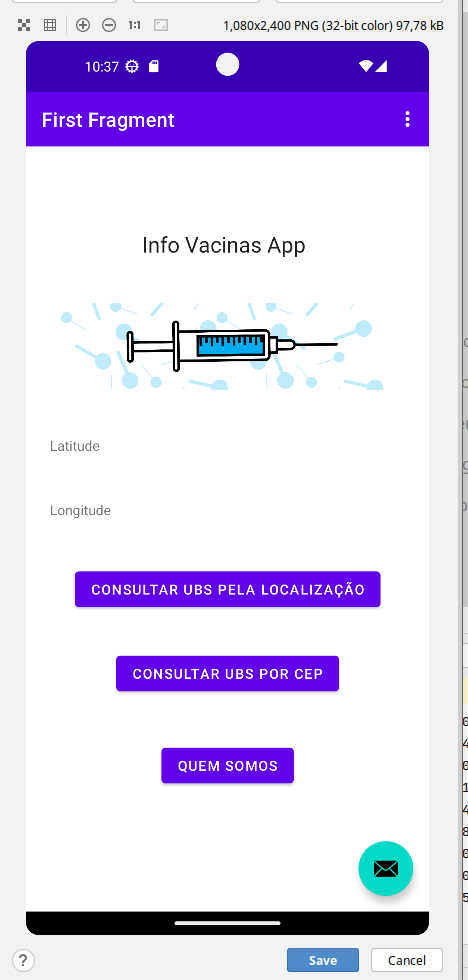 1:1
1,080x2,400 PNG (32-bit color) 97,78 kB
10:37
First Fragment
Info Vacinas App
Latitude
Longitude
CONSULTAR UBS PELA LOCALIZAÇÃO
CONSULTAR UBS POR CEP
QUEM SOMOS
?
Save
Cancel